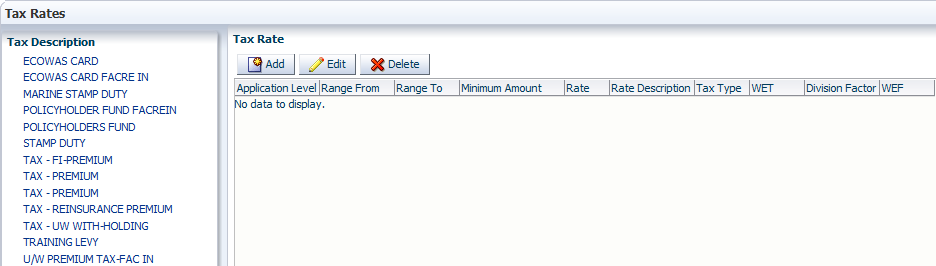 Tax Rates
Tax Description
ECOWAS CARD
ECOWAS CARD FACRE IN
MARINE STAMP DUTY
POLICYHOLDER FUND FACREIN
POLICYHOLDERS FUND
STAMP DUTY
TAX - FI-PREMIUM
TAX - PREMIUM
TAX - PREMIUM
TAX - REINSURANCE PREMIUM
TAX - UW WITH-HOLDING
TRAINING LEVY
U/W PREMIUM TAX-FAC IN
Tax Rate
Add Edit Delete
Application Level Range From Range To Minimum Amount Rate Rate Description Tax Type WET Division Factor WEF
No data to display.